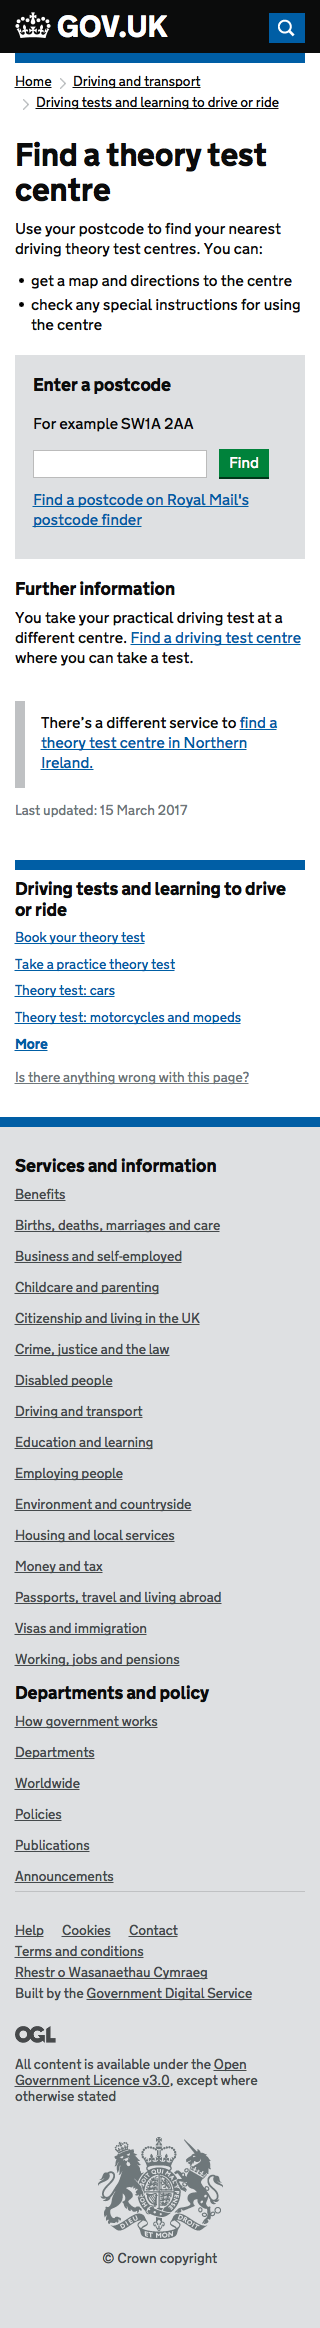 GOV.UK
Home
Driving and transport
Driving tests and learning to drive or ride
Find a theory test
centre
Use your postcode to find your nearest
driving theory test centres. You can:
• get a map and directions to the centre
• check any special instructions for using
the centre
Enter a postcode
For example SW1A 2AA
Find
Find a postcode on Royal Mail's
postcode finder
Further information
You take your practical driving test at a
different centre. Find a driving test centre
where you can take a test.
There's a different service to find a
theory test centre in Northern
Ireland.
Last updated: 15 March 2017
Driving tests and learning to drive
or ride
Book your theory test
Take a practice theory test
Theory test: cars
Theory test: motorcycles and mopeds
More
Is there anything wrong with this page?
Services and information
Benefits
Births, deaths, marriages and care
Business and self-employed
Childcare and parenting
Citizenship and living in the UK
Crime, justice and the law
Disabled people
Driving and transport
Education and learning
Employing people
Environment and countryside
Housing and local services
Money and tax
Passports, travel and living abroad
Visas and immigration
Working, jobs and pensions
Departments and policy
How government works
Departments
Worldwide
Policies
Publications
Announcements
Help Cookies Contact
Terms and conditions
Rhestr o Wasanaethau Cymraeg
Built by the Government Digital Service
OGL
All content is available under the Open
Government Licence v3.0, except where
otherwise stated
DIEU ET MON
© Crown copyright